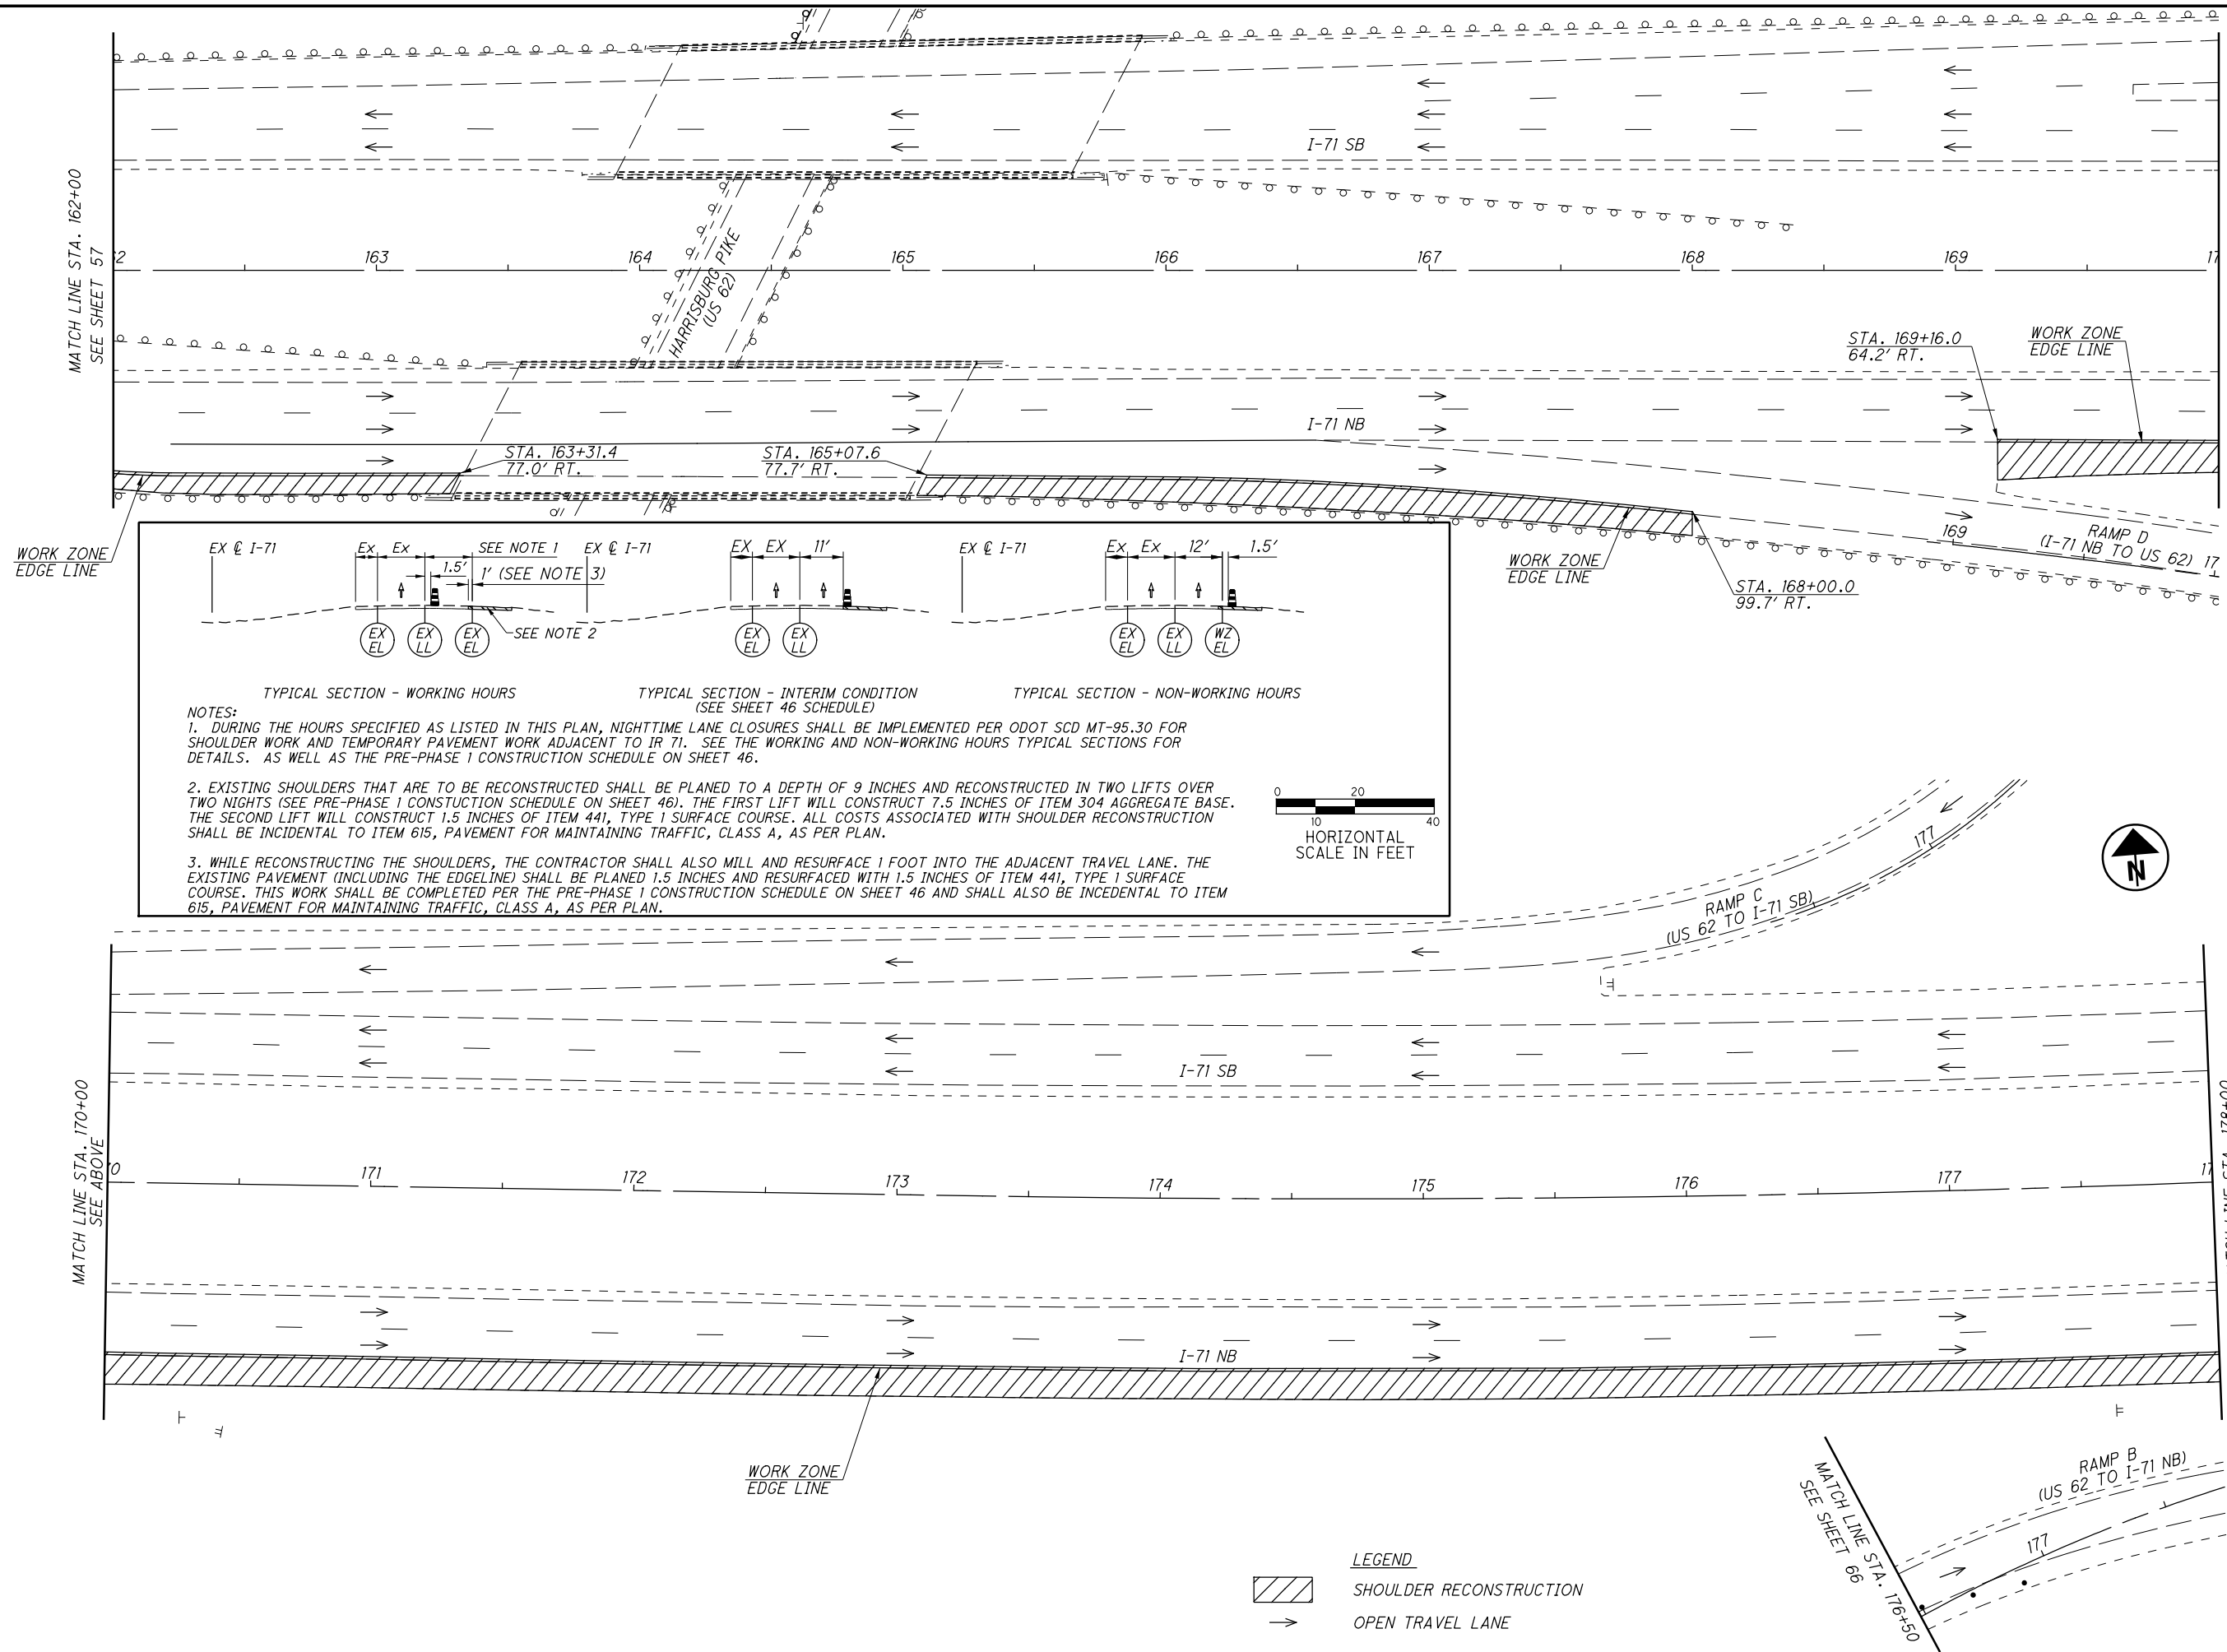 MATCH LINE STA. 162+00
SEE SHEET 57
I-71 SB
163
164
165
166
167
168
169
HARRISBURG PIKE
(US 62)
STA. 169+16.0
64.2' RT.
WORK ZONE
EDGE LINE
I-71 NB
STA. 163+31.4
77.0' RT.
STA. 165+07.6
77.7' RT.
WORK ZONE
EDGE LINE
WORK ZONE
EDGE LINE
STA. 168+00.0
99.7' RT.
169
RAMP D
(I-71 NB TO US 62)
EX ℄ I-71
Ex
Ex
SEE NOTE 1
1.5'
1' (SEE NOTE 3)
SEE NOTE 2
EX
EL
EX
LL
EX
EL
TYPICAL SECTION - WORKING HOURS
EX ℄ I-71
EX
EX
11'
EX
EL
EX
LL
TYPICAL SECTION - INTERIM CONDITION
(SEE SHEET 46 SCHEDULE)
EX ℄ I-71
Ex
Ex
12'
1.5'
EX
EL
EX
LL
WZ
EL
TYPICAL SECTION - NON-WORKING HOURS
NOTES:
1. DURING THE HOURS SPECIFIED AS LISTED IN THIS PLAN, NIGHTTIME LANE CLOSURES SHALL BE IMPLEMENTED PER ODOT SCD MT-95.30 FOR
SHOULDER WORK AND TEMPORARY PAVEMENT WORK ADJACENT TO IR 71. SEE THE WORKING AND NON-WORKING HOURS TYPICAL SECTIONS FOR
DETAILS. AS WELL AS THE PRE-PHASE 1 CONSTRUCTION SCHEDULE ON SHEET 46.
2. EXISTING SHOULDERS THAT ARE TO BE RECONSTRUCTED SHALL BE PLANED TO A DEPTH OF 9 INCHES AND RECONSTRUCTED IN TWO LIFTS OVER
TWO NIGHTS (SEE PRE-PHASE 1 CONSTUCTION SCHEDULE ON SHEET 46). THE FIRST LIFT WILL CONSTRUCT 7.5 INCHES OF ITEM 304 AGGREGATE BASE.
THE SECOND LIFT WILL CONSTRUCT 1.5 INCHES OF ITEM 441, TYPE 1 SURFACE COURSE. ALL COSTS ASSOCIATED WITH SHOULDER RECONSTRUCTION
SHALL BE INCIDENTAL TO ITEM 615, PAVEMENT FOR MAINTAINING TRAFFIC, CLASS A, AS PER PLAN.
3. WHILE RECONSTRUCTING THE SHOULDERS, THE CONTRACTOR SHALL ALSO MILL AND RESURFACE 1 FOOT INTO THE ADJACENT TRAVEL LANE. THE
EXISTING PAVEMENT (INCLUDING THE EDGELINE) SHALL BE PLANED 1.5 INCHES AND RESURFACED WITH 1.5 INCHES OF ITEM 441, TYPE 1 SURFACE
COURSE. THIS WORK SHALL BE COMPLETED PER THE PRE-PHASE 1 CONSTRUCTION SCHEDULE ON SHEET 46 AND SHALL ALSO BE INCEDENTAL TO ITEM
615, PAVEMENT FOR MAINTAINING TRAFFIC, CLASS A, AS PER PLAN.
0
20
10
40
HORIZONTAL
SCALE IN FEET
N
177
RAMP C
(US 62 TO I-71 SB)
I-71 SB
MATCH LINE STA. 170+00
SEE ABOVE
171
172
173
174
175
176
177
I-71 NB
WORK ZONE
EDGE LINE
MATCH LINE STA. 176+50
SEE SHEET 66
RAMP B
(US 62 TO I-71 NB)
177
LEGEND
SHOULDER RECONSTRUCTION
OPEN TRAVEL LANE